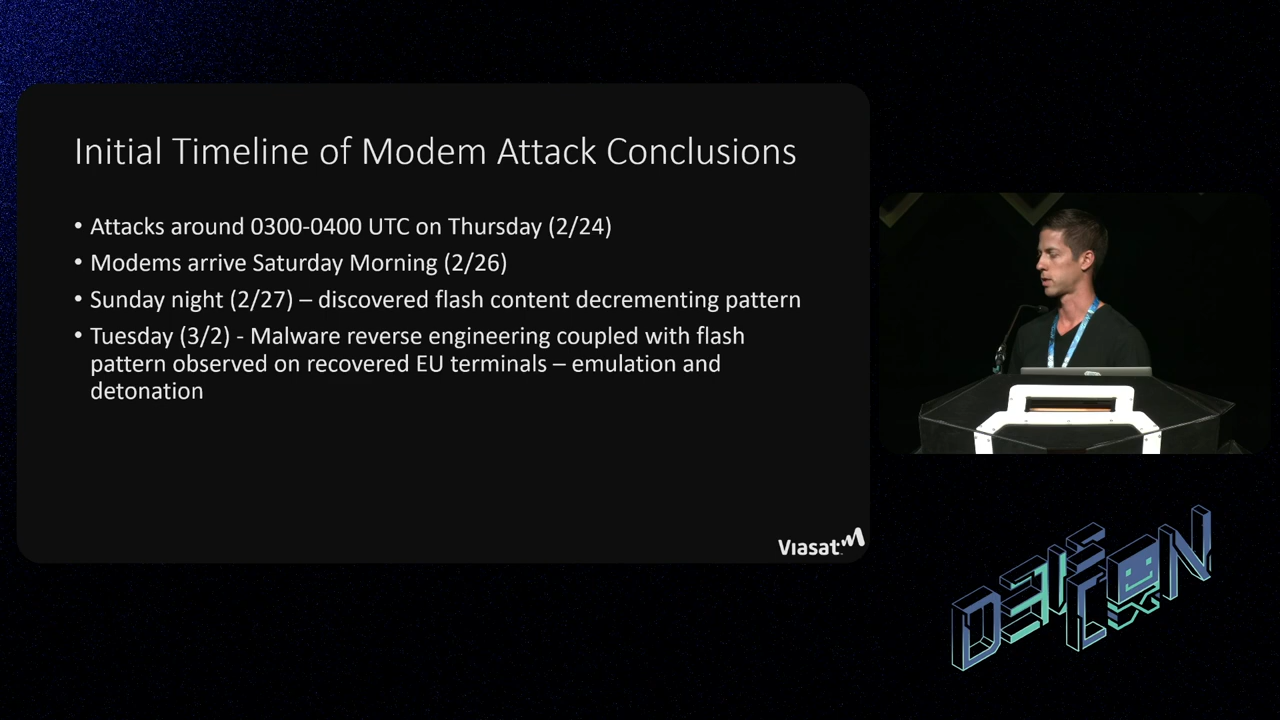 Initial Timeline of Modem Attack Conclusions
• Attacks around 0300-0400 UTC on Thursday (2/24)
• Modems arrive Saturday Morning (2/26)
• Sunday night (2/27) – discovered flash content decrementing pattern
• Tuesday (3/2) - Malware reverse engineering coupled with flash
pattern observed on recovered EU terminals – emulation and
detonation
Viasat
DEF CON